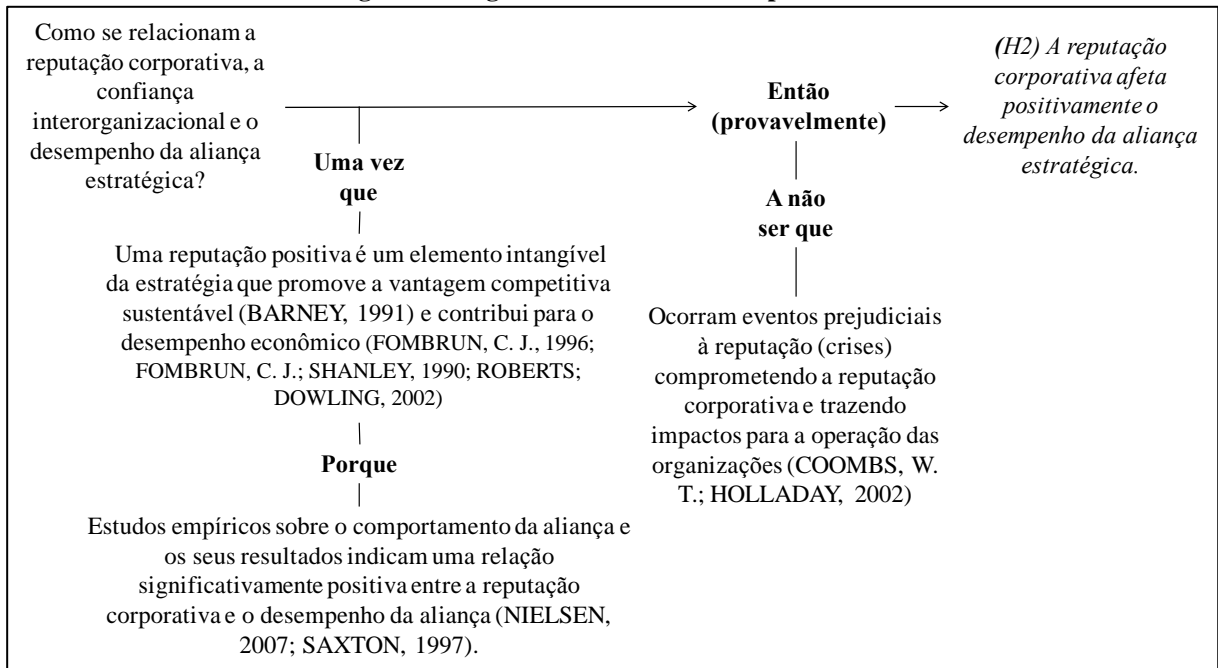 Como se relacionam a
reputação corporativa, a
confiança
interorganizacional e o
desempenho da aliança
estratégica?
Uma vez
que
Uma reputação positiva é um elemento intangível
da estratégia que promove a vantagem competitiva
sustentável (BARNEY, 1991) e contribui para o
desempenho econômico (FOMBRUN, C. J., 1996;
FOMBRUN, C. J.; SHANLEY, 1990; ROBERTS;
DOWLING, 2002)
Porque
Estudos empíricos sobre o comportamento da aliança e
os seus resultados indicam uma relação
significativamente positiva entre a reputação
corporativa e o desempenho da aliança (NIELSEN,
2007; SAXTON, 1997).
Então
(provavelmente)
A não
ser que
Ocorram eventos prejudiciais
à reputação (crises)
comprometendo a reputação
corporativa e trazendo
impactos para a operação das
organizações (COOMBS, W.
T.; HOLLADAY, 2002)
(H2) A reputação
corporativa afeta
positivamente o
desempenho da aliança
estratégica.